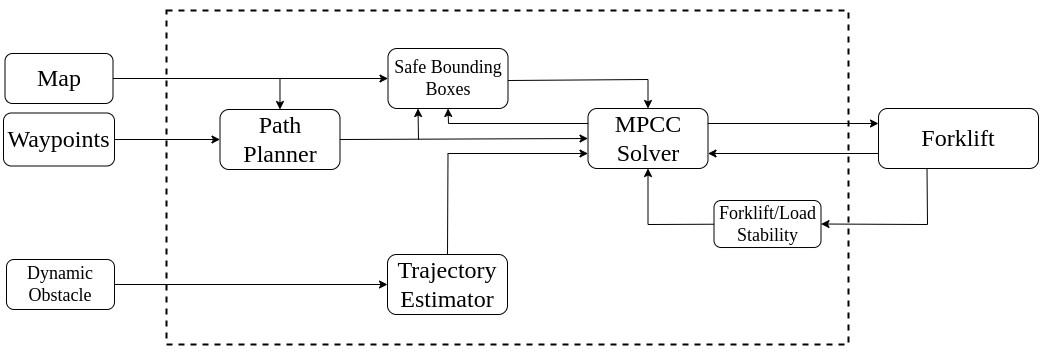 Map
Safe Bounding
Boxes
Waypoints
Path
Planner
MPCC
Solver
Forklift
Forklift/Load
Stability
Dynamic
Obstacle
Trajectory
Estimator